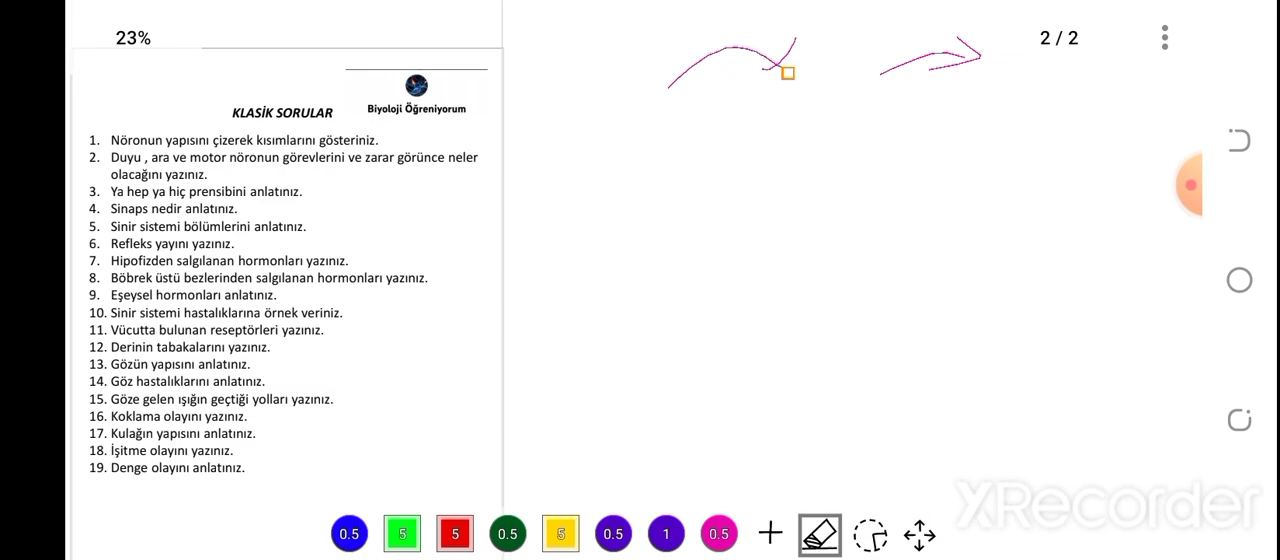 23%
2 / 2
Biyoloji Öğreniyorum
KLASİK SORULAR
1. Nöronun yapısını çizerek kısımlarını gösteriniz.
2. Duyu , ara ve motor nöronun görevlerini ve zarar görünce neler
olacağını yazınız.
3. Ya hep ya hiç prensibini anlatınız.
4. Sinaps nedir anlatınız.
5. Sinir sistemi bölümlerini anlatınız.
6. Refleks yayını yazınız.
7. Hipofizden salgılanan hormonları yazınız.
8. Böbrek üstü bezlerinden salgılanan hormonları yazınız.
9. Eşeysel hormonları anlatınız.
10. Sinir sistemi hastalıklarına örnek veriniz.
11. Vücutta bulunan reseptörleri yazınız.
12. Derinin tabakalarını yazınız.
13. Gözün yapısını anlatınız.
14. Göz hastalıklarını anlatınız.
15. Göze gelen ışığın geçtiği yolları yazınız.
16. Koklama olayını yazınız.
17. Kulağın yapısını anlatınız.
18. İşitme olayını yazınız.
19. Denge olayını anlatınız.
0.5 5 5 0.5 5 0.5 1 0.5
XRecorder